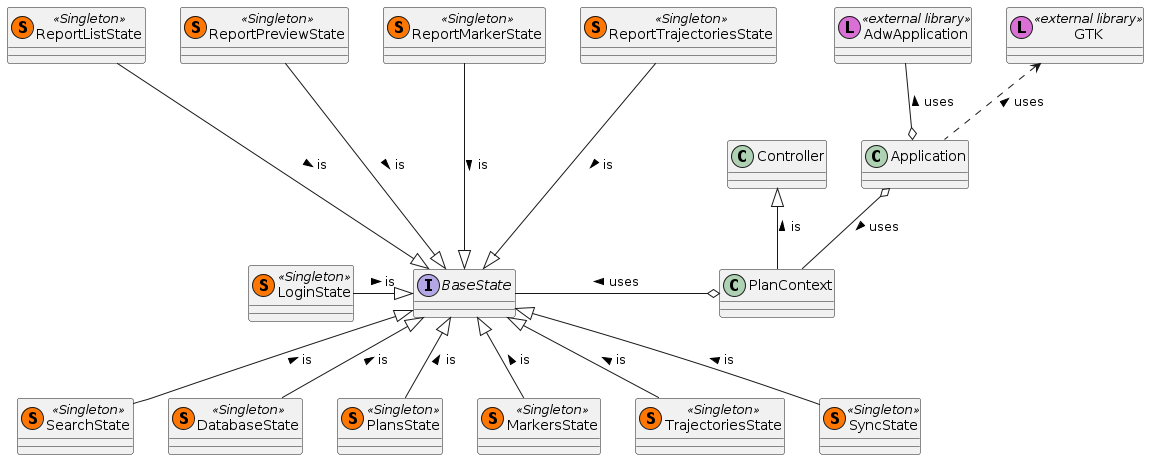 S «Singleton»
ReportListState
S «Singleton»
ReportPreviewState
S «Singleton»
ReportMarkerState
S «Singleton»
ReportTrajectoriesState
L «external library»
AdwApplication
L «external library»
GTK
uses
uses
C Controller
C Application
is
is
is
is
is
uses
S «Singleton»
LoginState
is
I BaseState
uses
C PlanContext
is
is
is
is
is
is
S «Singleton»
SearchState
S «Singleton»
DatabaseState
S «Singleton»
PlansState
S «Singleton»
MarkersState
S «Singleton»
TrajectoriesState
S «Singleton»
SyncState